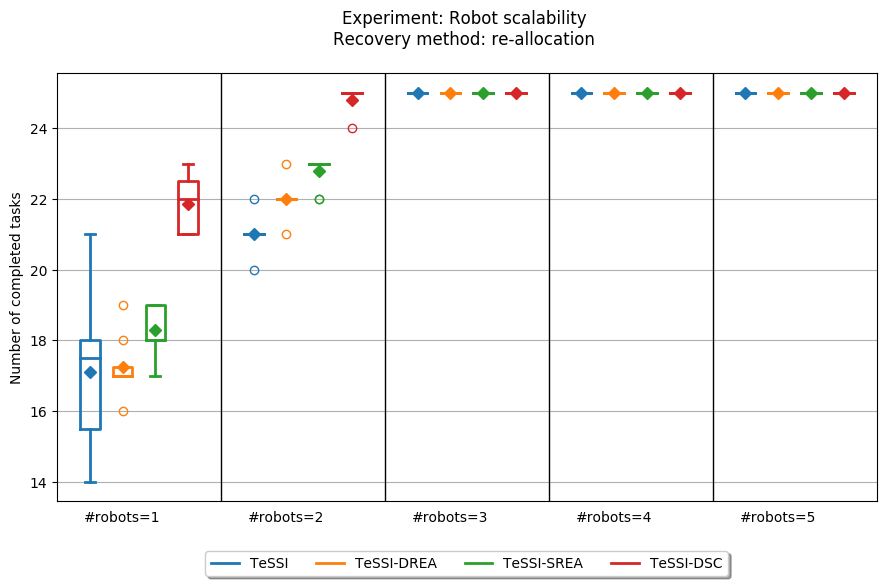 Experiment: Robot scalability
Recovery method: re-allocation
Number of completed tasks
24
22
20
18
16
14
#robots=1 #robots=2 #robots=3 #robots=4 #robots=5
TeSSI TeSSI-DREA TeSSI-SREA TeSSI-DSC